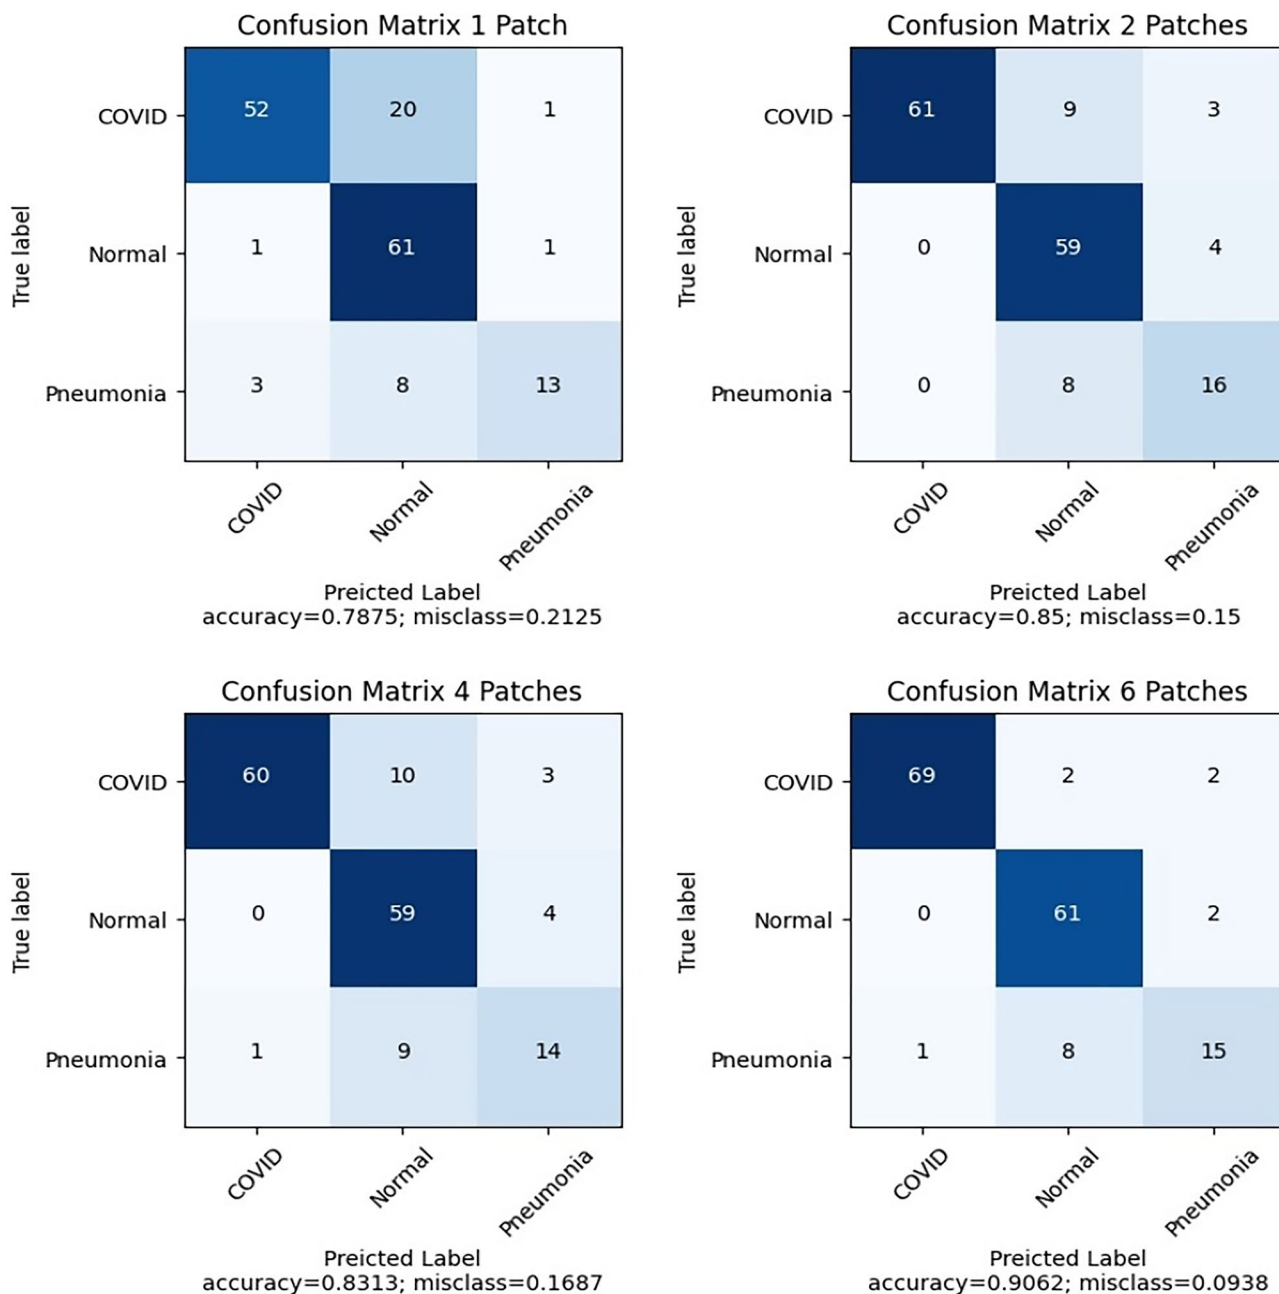 Confusion Matrix 1 Patch
True label
COVID 52 20 1
Normal 1 61 1
Pneumonia 3 8 13
COVID Normal Pneumonia
Preicted Label
accuracy=0.7875; misclass=0.2125
Confusion Matrix 2 Patches
True label
COVID 61 9 3
Normal 0 59 4
Pneumonia 0 8 16
COVID Normal Pneumonia
Preicted Label
accuracy=0.85; misclass=0.15
Confusion Matrix 4 Patches
True label
COVID 60 10 3
Normal 0 59 4
Pneumonia 1 9 14
COVID Normal Pneumonia
Preicted Label
accuracy=0.8313; misclass=0.1687
Confusion Matrix 6 Patches
True label
COVID 69 2 2
Normal 0 61 2
Pneumonia 1 8 15
COVID Normal Pneumonia
Preicted Label
accuracy=0.9062; misclass=0.0938